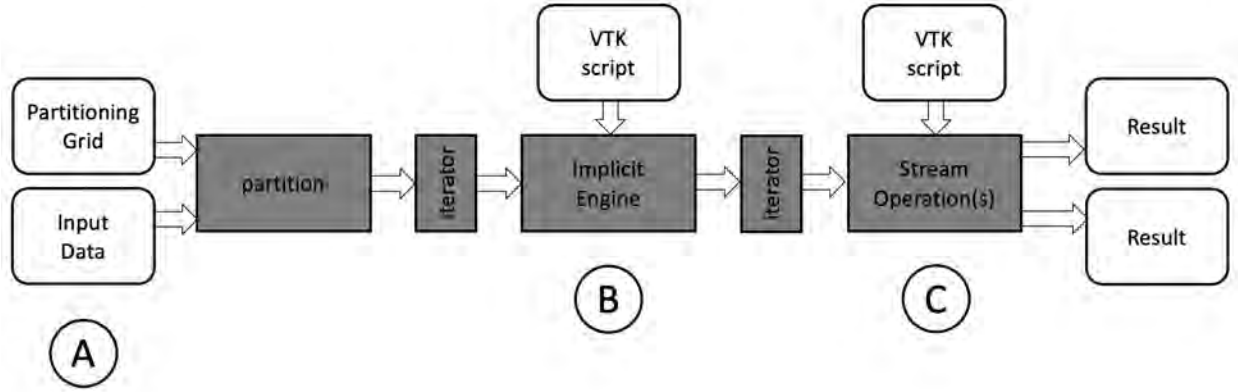 VTK
script
VTK
script
Partitioning
Grid
Input
Data
partition
iterator
Implicit
Engine
iterator
Stream
Operation(s)
Result
Result
A
B
C